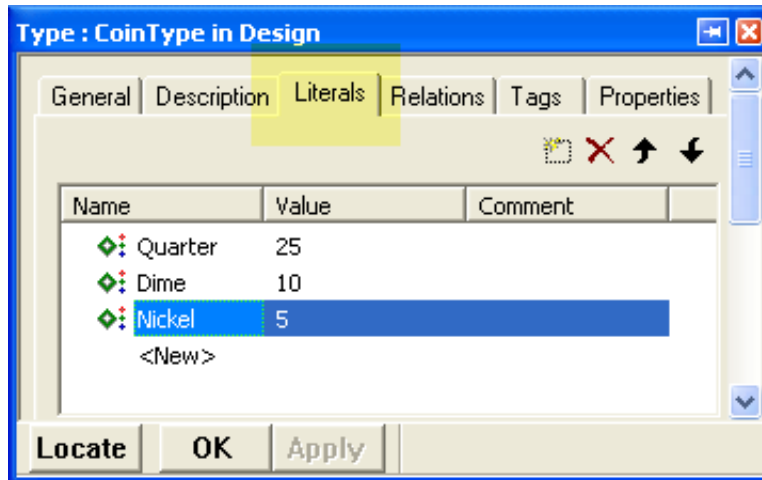 Type : CoinType in Design
General Description Literals Relations Tags Properties
Name Value Comment
Quarter 25
Dime 10
Nickel 5
<New>
Locate OK Apply